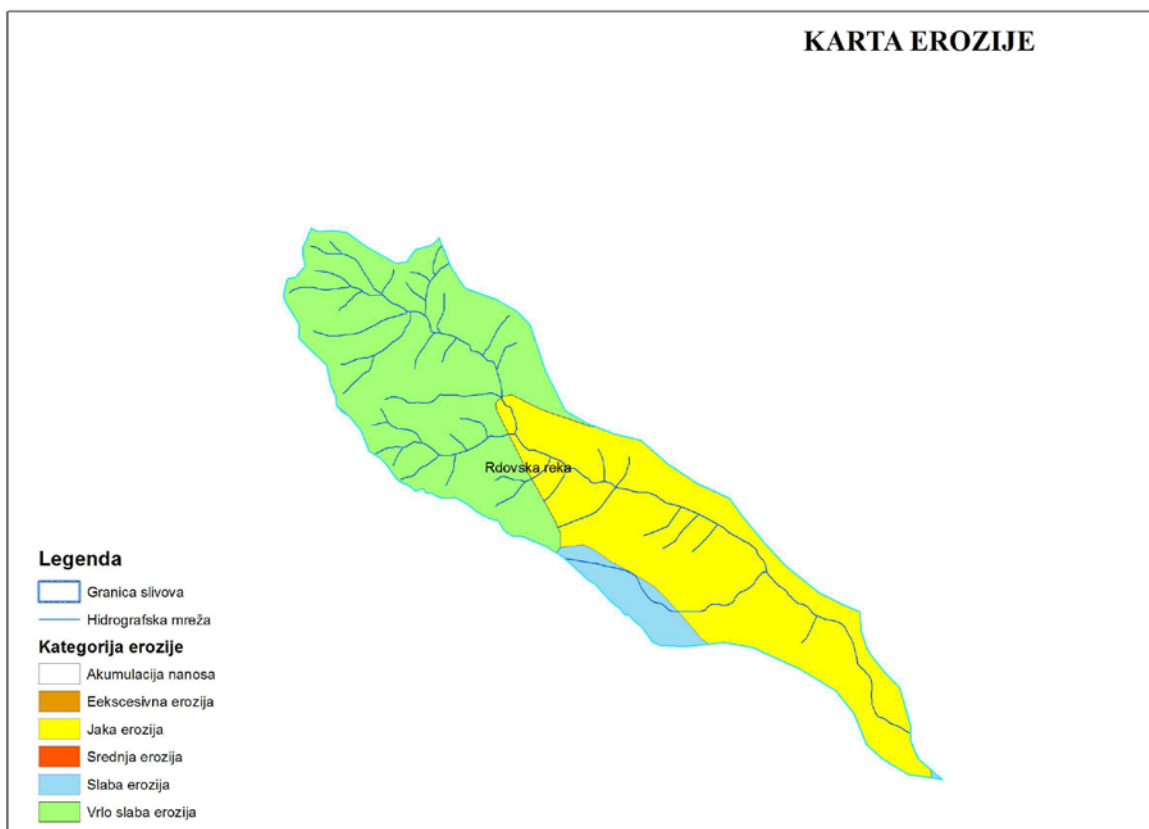 KARTA EROZIJE
Rdovska reka
Legenda
Granica slivova
Hidrografska mreža
Kategorija erozije
Akumulacija nanosa
Eekscesivna erozija
Jaka erozija
Srednja erozija
Slaba erozija
Vrlo slaba erozija